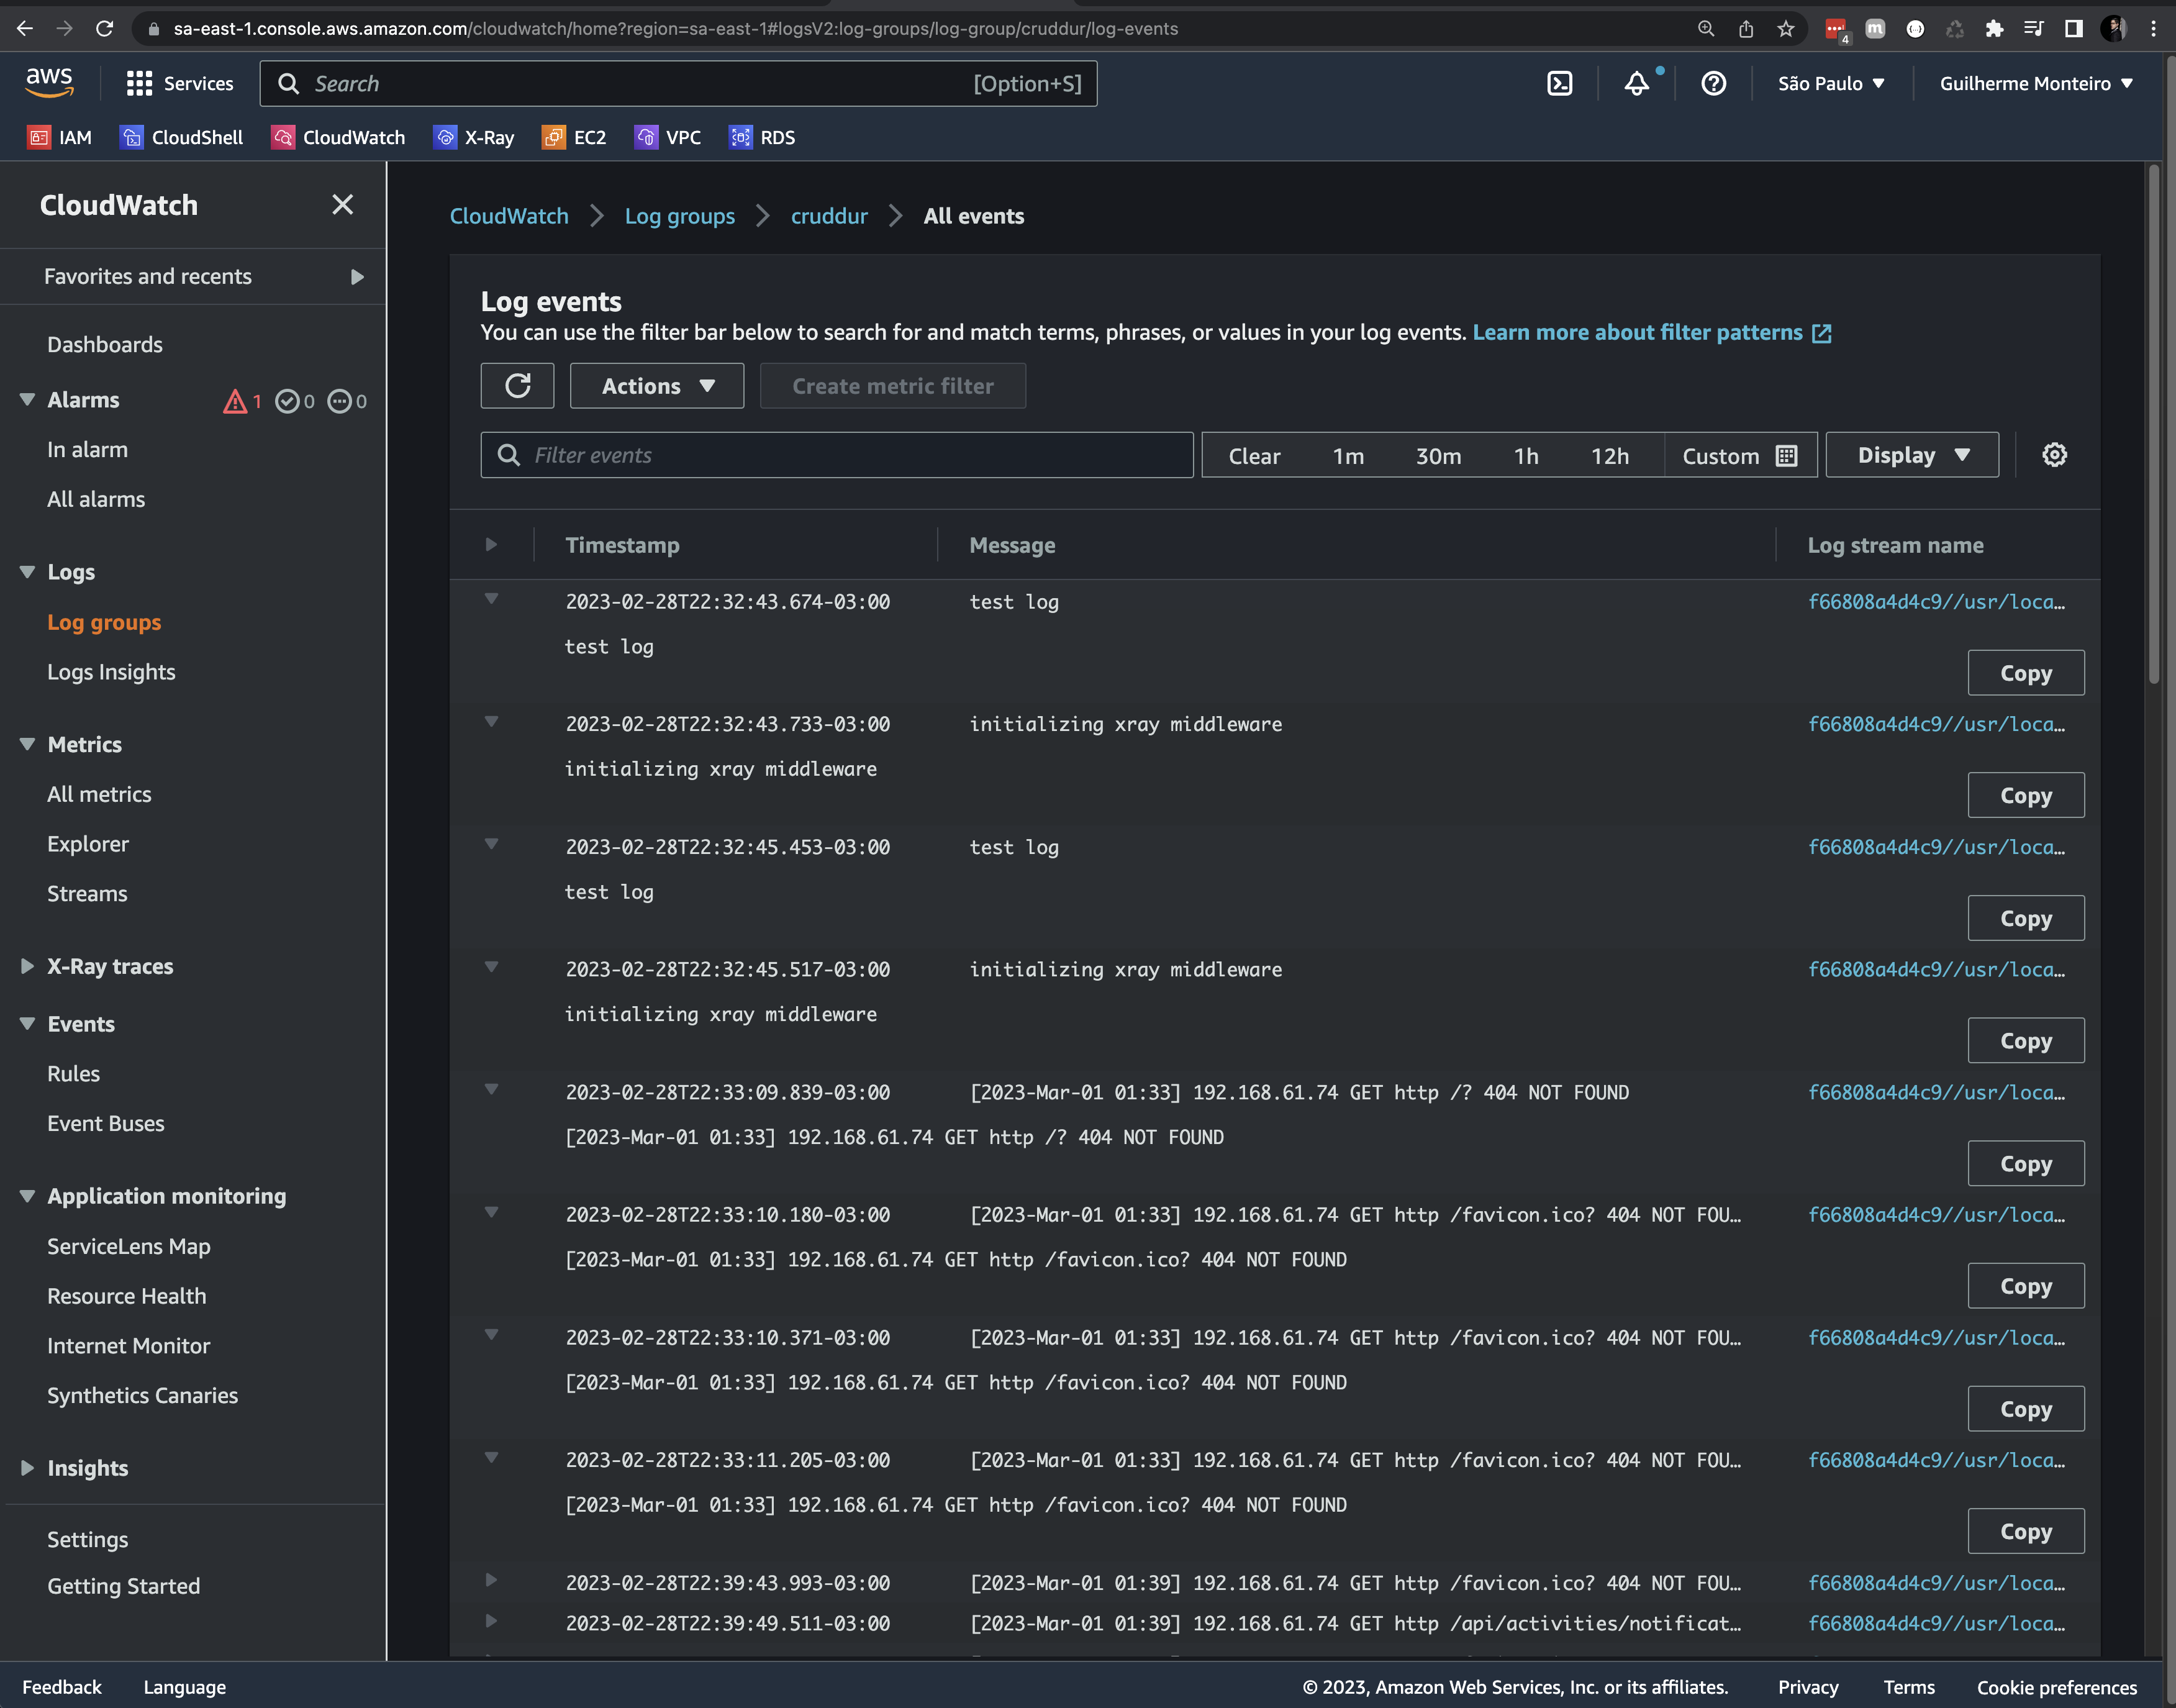 sa-east-1.console.aws.amazon.com/cloudwatch/home?region=sa-east-1#logsV2:log-groups/log-group/cruddur/log-events
4
m
aws
Services
Search
[Option+S]
São Paulo
Guilherme Monteiro
IAM
CloudShell
CloudWatch
X-Ray
EC2
VPC
RDS
CloudWatch
Favorites and recents
Dashboards
Alarms
1
0
0
In alarm
All alarms
Logs
Log groups
Logs Insights
Metrics
All metrics
Explorer
Streams
X-Ray traces
Events
Rules
Event Buses
Application monitoring
ServiceLens Map
Resource Health
Internet Monitor
Synthetics Canaries
Insights
Settings
Getting Started
CloudWatch
Log groups
cruddur
All events
Log events
You can use the filter bar below to search for and match terms, phrases, or values in your log events. Learn more about filter patterns
Actions
Create metric filter
Filter events
Clear
1m
30m
1h
12h
Custom
Display
Timestamp
Message
Log stream name
2023-02-28T22:32:43.674-03:00 test log f66808a4d4c9//usr/loca…
test log
Copy
2023-02-28T22:32:43.733-03:00 initializing xray middleware f66808a4d4c9//usr/loca…
initializing xray middleware
Copy
2023-02-28T22:32:45.453-03:00 test log f66808a4d4c9//usr/loca…
test log
Copy
2023-02-28T22:32:45.517-03:00 initializing xray middleware f66808a4d4c9//usr/loca…
initializing xray middleware
Copy
2023-02-28T22:33:09.839-03:00 [2023-Mar-01 01:33] 192.168.61.74 GET http /? 404 NOT FOUND f66808a4d4c9//usr/loca…
[2023-Mar-01 01:33] 192.168.61.74 GET http /? 404 NOT FOUND
Copy
2023-02-28T22:33:10.180-03:00 [2023-Mar-01 01:33] 192.168.61.74 GET http /favicon.ico? 404 NOT FOU… f66808a4d4c9//usr/loca…
[2023-Mar-01 01:33] 192.168.61.74 GET http /favicon.ico? 404 NOT FOUND
Copy
2023-02-28T22:33:10.371-03:00 [2023-Mar-01 01:33] 192.168.61.74 GET http /favicon.ico? 404 NOT FOU… f66808a4d4c9//usr/loca…
[2023-Mar-01 01:33] 192.168.61.74 GET http /favicon.ico? 404 NOT FOUND
Copy
2023-02-28T22:33:11.205-03:00 [2023-Mar-01 01:33] 192.168.61.74 GET http /favicon.ico? 404 NOT FOU… f66808a4d4c9//usr/loca…
[2023-Mar-01 01:33] 192.168.61.74 GET http /favicon.ico? 404 NOT FOUND
Copy
2023-02-28T22:39:43.993-03:00 [2023-Mar-01 01:39] 192.168.61.74 GET http /favicon.ico? 404 NOT FOU… f66808a4d4c9//usr/loca…
2023-02-28T22:39:49.511-03:00 [2023-Mar-01 01:39] 192.168.61.74 GET http /api/activities/notificat… f66808a4d4c9//usr/loca…
Feedback
Language
© 2023, Amazon Web Services, Inc. or its affiliates.
Privacy
Terms
Cookie preferences